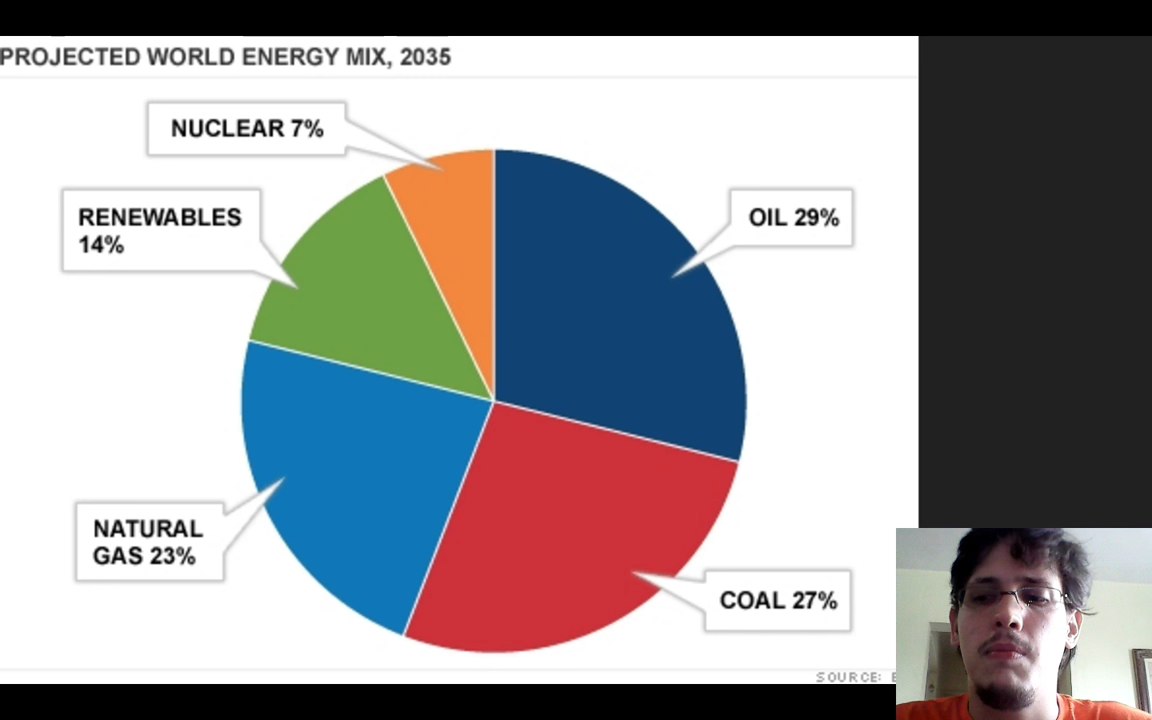 PROJECTED WORLD ENERGY MIX, 2035
NUCLEAR 7%
RENEWABLES
14%
OIL 29%
NATURAL
GAS 23%
COAL 27%
SOURCE: